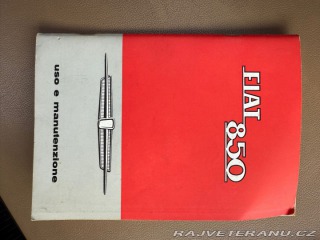 FIAT
850
uso e manutenzione
RAJVETERANU.CZ